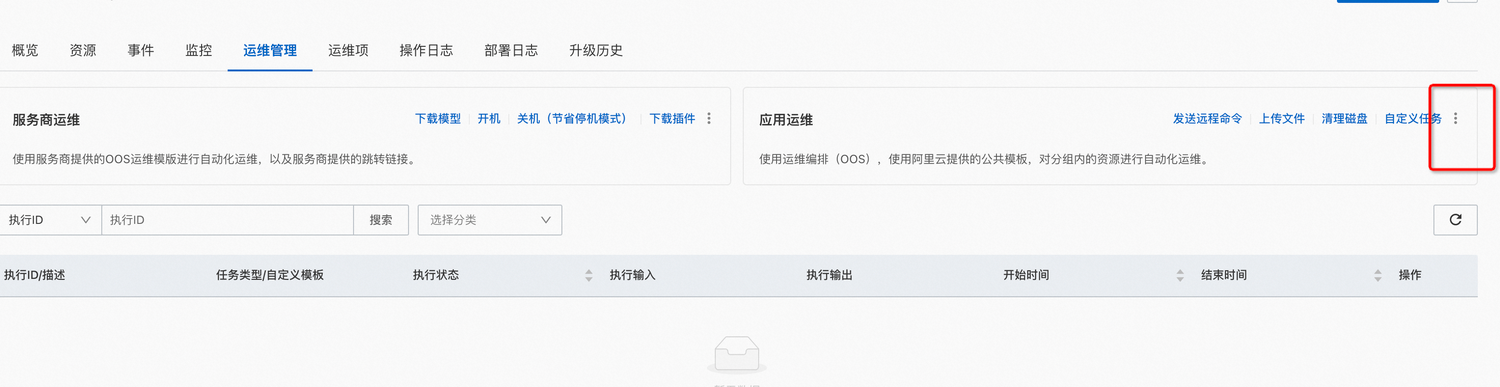 概览 资源 事件 监控 运维管理 运维项 操作日志 部署日志 升级历史
服务商运维 下载模型 开机 关机（节省停机模式） 下载插件
使用服务商提供的OOS运维模版进行自动化运维，以及服务商提供的跳转链接。
应用运维 发送远程命令 上传文件 清理磁盘 自定义任务
使用运维编排（OOS），使用阿里云提供的公共模板，对分组内的资源进行自动化运维。
执行ID 执行ID 搜索 选择分类
执行ID/描述 任务类型/自定义模板 执行状态 执行输入 执行输出 开始时间 结束时间 操作